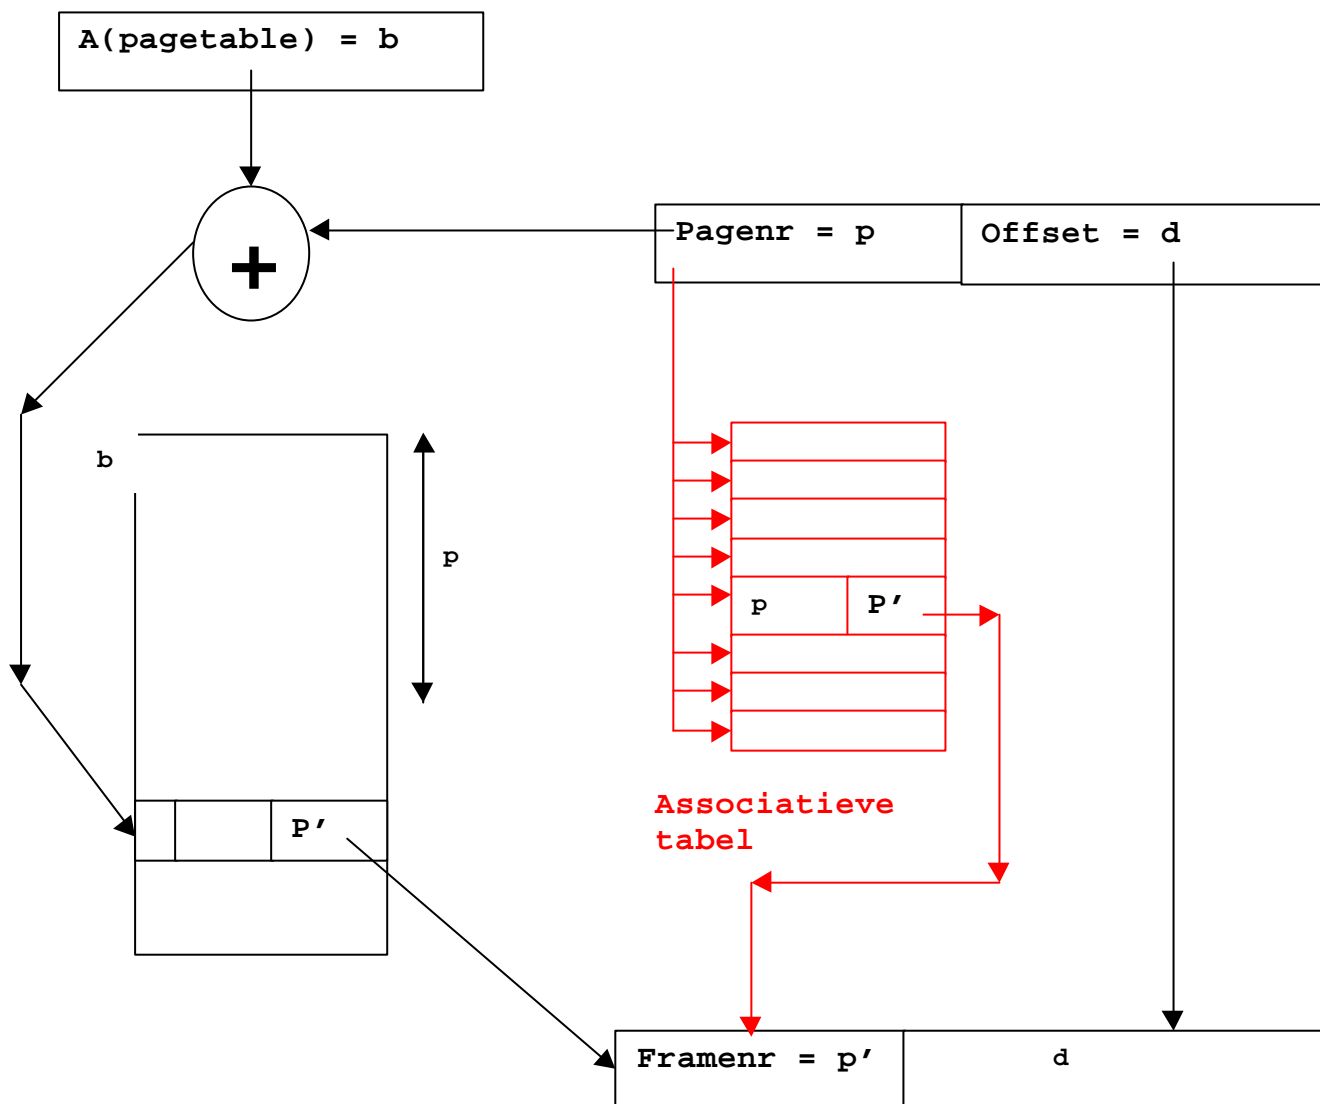 A(pagetable) = b
+
Pagenr = p
Offset = d
b
p
p
P’
Associatieve
tabel
P’
Framenr = p’
d